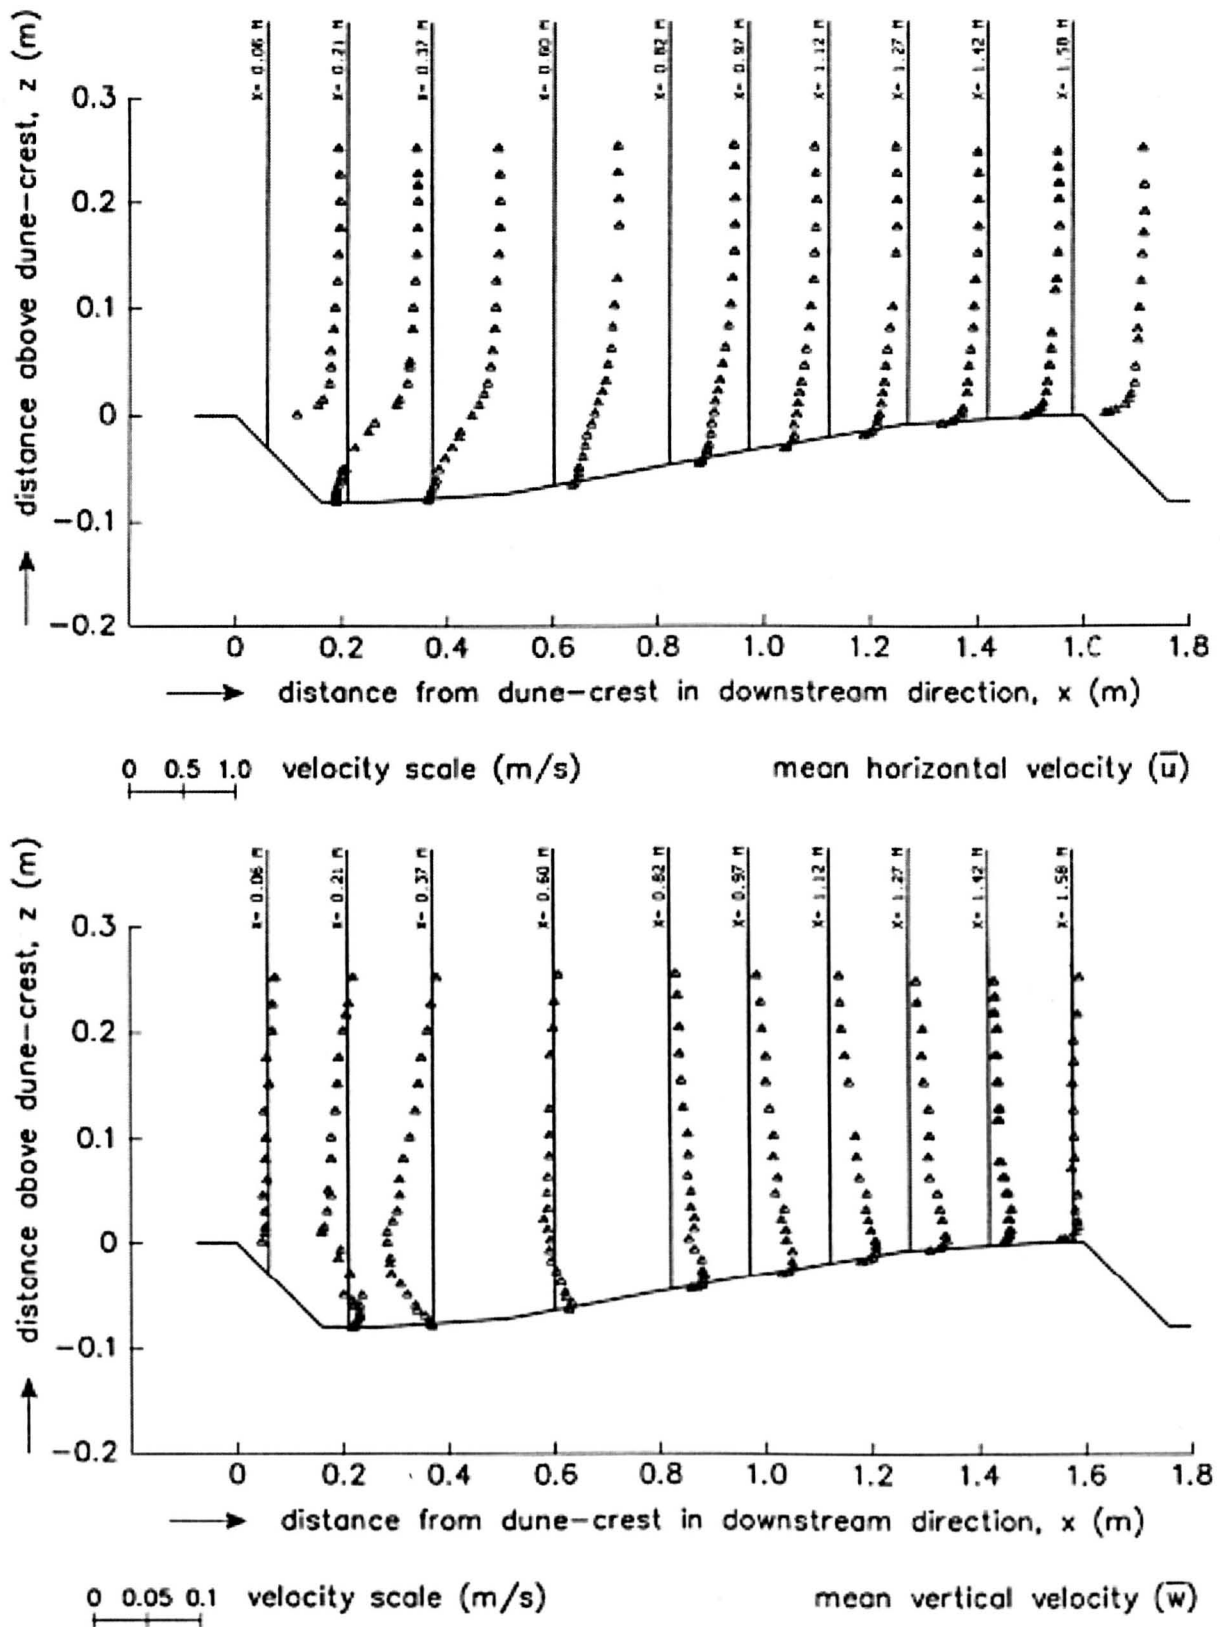 x= 0.06 M
x= 0.21 M
x= 0.37 M
x= 0.60 M
x= 0.82 M
x= 0.97 M
x= 1.12 M
x= 1.27 M
x= 1.42 M
x= 1.58 M
distance above dune-crest, z (m)
0.3
0.2
0.1
0
-0.1
-0.2
0 0.2 0.4 0.6 0.8 1.0 1.2 1.4 1.6 1.8
distance from dune-crest in downstream direction, x (m)
0 0.5 1.0 velocity scale (m/s) mean horizontal velocity (u̅)
x= 0.06 M
x= 0.21 M
x= 0.37 M
x= 0.60 M
x= 0.82 M
x= 0.97 M
x= 1.12 M
x= 1.27 M
x= 1.42 M
x= 1.58 M
distance above dune-crest, z (m)
0.3
0.2
0.1
0
-0.1
-0.2
0 0.2 0.4 0.6 0.8 1.0 1.2 1.4 1.6 1.8
distance from dune-crest in downstream direction, x (m)
0 0.05 0.1 velocity scale (m/s) mean vertical velocity (w̅)